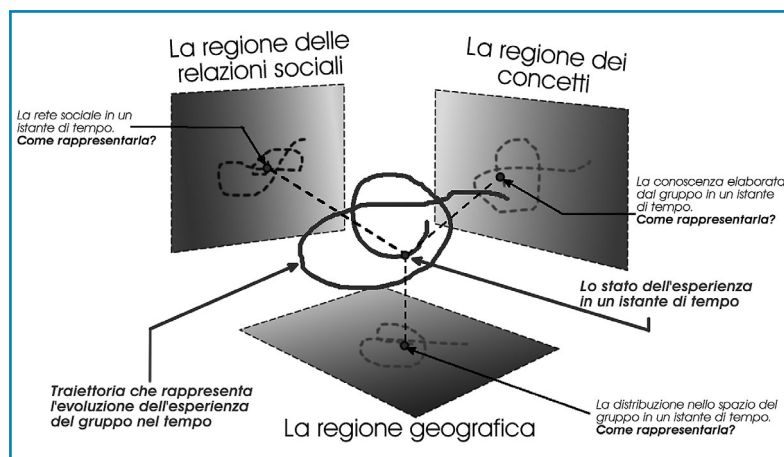 La regione delle
relazioni sociali
La regione dei
concetti
La rete sociale in un
istante di tempo.
Come rappresentarla?
La conoscenza elaborata
dal gruppo in un istante
di tempo.
Come rappresentarla?
Lo stato dell'esperienza
in un istante di tempo
Traiettoria che rappresenta
l'evoluzione dell'esperienza
del gruppo nel tempo
La distribuzione nello spazio del
gruppo in un istante di tempo.
Come rappresentarla?
La regione geografica